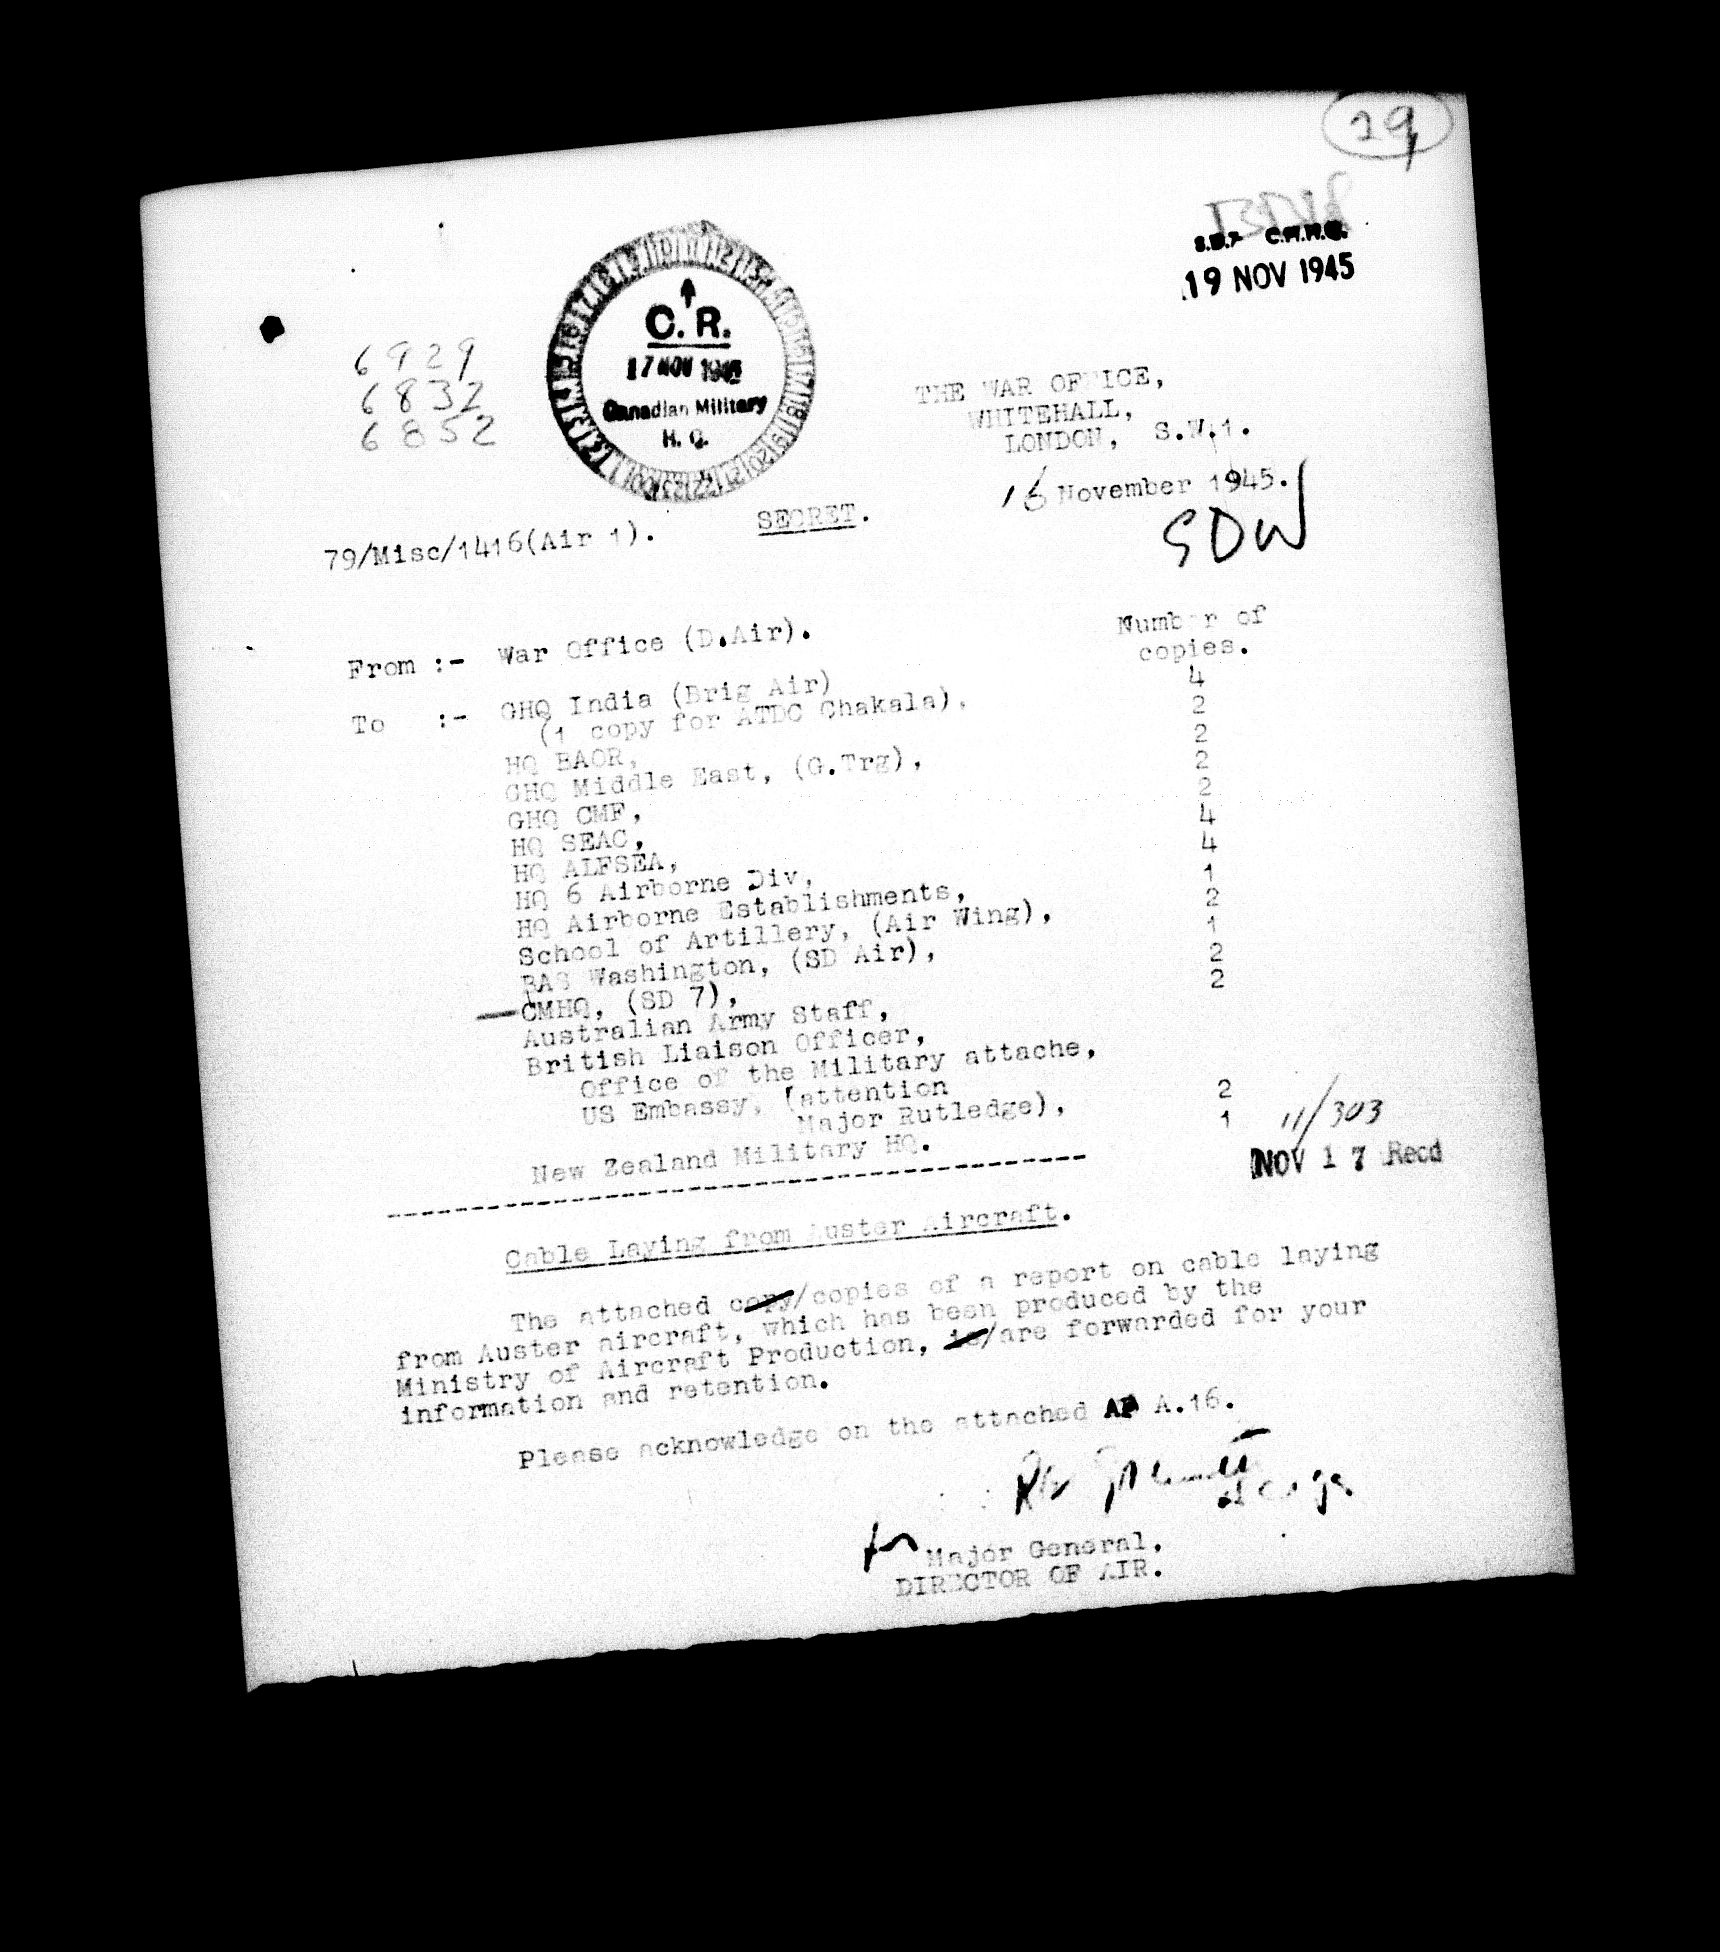 29
S.D.7 C.M.H.Q.
19 NOV 1945
6929
6832
6852
C. R.
17 NOV 1945
Canadian Military
H. Q.
THE WAR OFFICE,
WHITEHALL,
LONDON, S.W.1.
16 November 1945.
SDW
SECRET.
79/Misc/1416(Air 1).
Number of
copies.
From :- War Office (D.Air).
To :- GHQ India (Brig Air) 4
(1 copy for ATDC Chakala), 2
HQ BAOR, 2
GHQ Middle East, (G.Trg), 2
GHQ CMF, 2
HQ SEAC, 4
HQ ALFSEA, 4
HQ 6 Airborne Div, 1
HQ Airborne Establishments, 2
School of Artillery, (Air Wing), 1
BAS Washington, (SD Air), 2
CMHQ, (SD 7), 2
Australian Army Staff,
British Liaison Officer,
Office of the Military attache,
US Embassy, (attention
Major Rutledge), 2
New Zealand Military HQ. 1
11/303
NOV 17 Recd
Cable Laying from Auster Aircraft.
The attached copy/copies of a report on cable laying
from Auster aircraft, which has been produced by the
Ministry of Aircraft Production, is/are forwarded for your
information and retention.
Please acknowledge on the attached A.16.
for Major General,
DIRECTOR OF AIR.